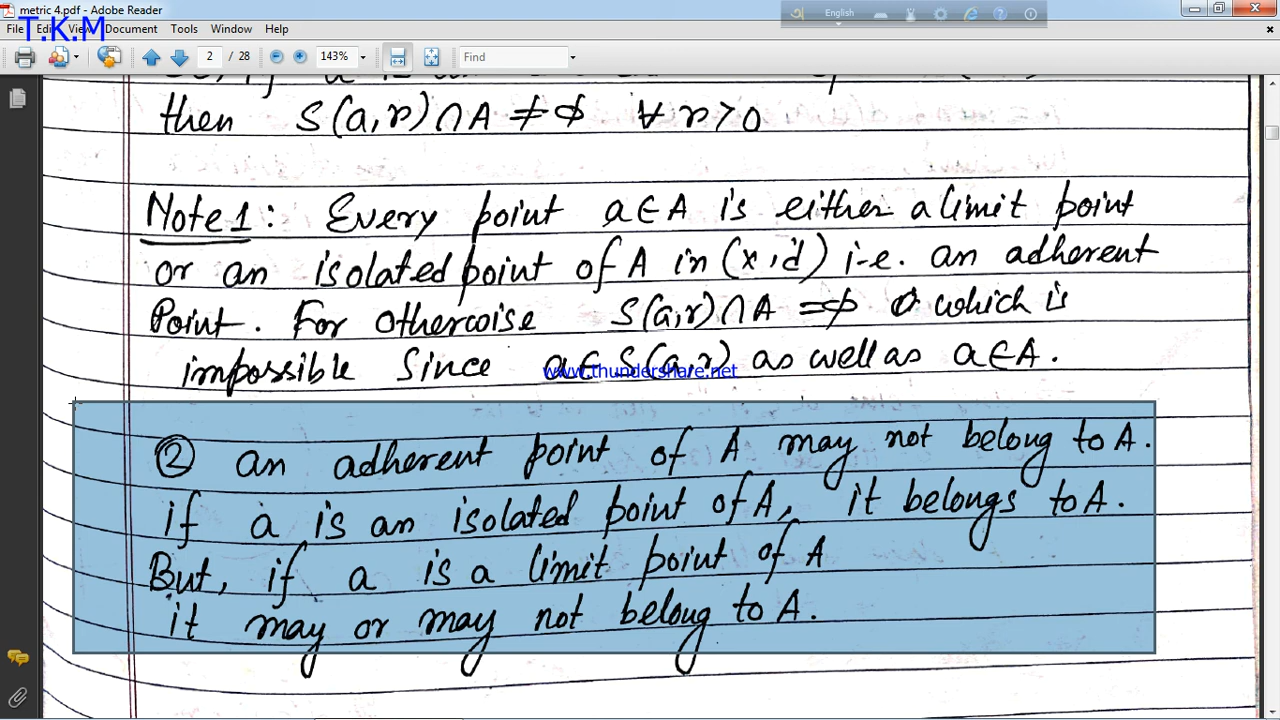 metric 4.pdf - Adobe Reader
English
T.K.M
File Edit View Document Tools Window Help
2 / 28 143% Find
then S(a,r)∩A ≠ ϕ ∀ r>0
Note 1: Every point a∈A is either a limit point
or an isolated point of A in (x,d) i.e. an adherent
Point. For otherwise S(a,r)∩A = ϕ which is
impossible Since a∈S(a,r) as well as a∈A.
www.thundershare.net
② an adherent point of A may not belong to A.
if a is an isolated point of A, it belongs to A.
But, if a is a limit point of A
it may or may not belong to A.